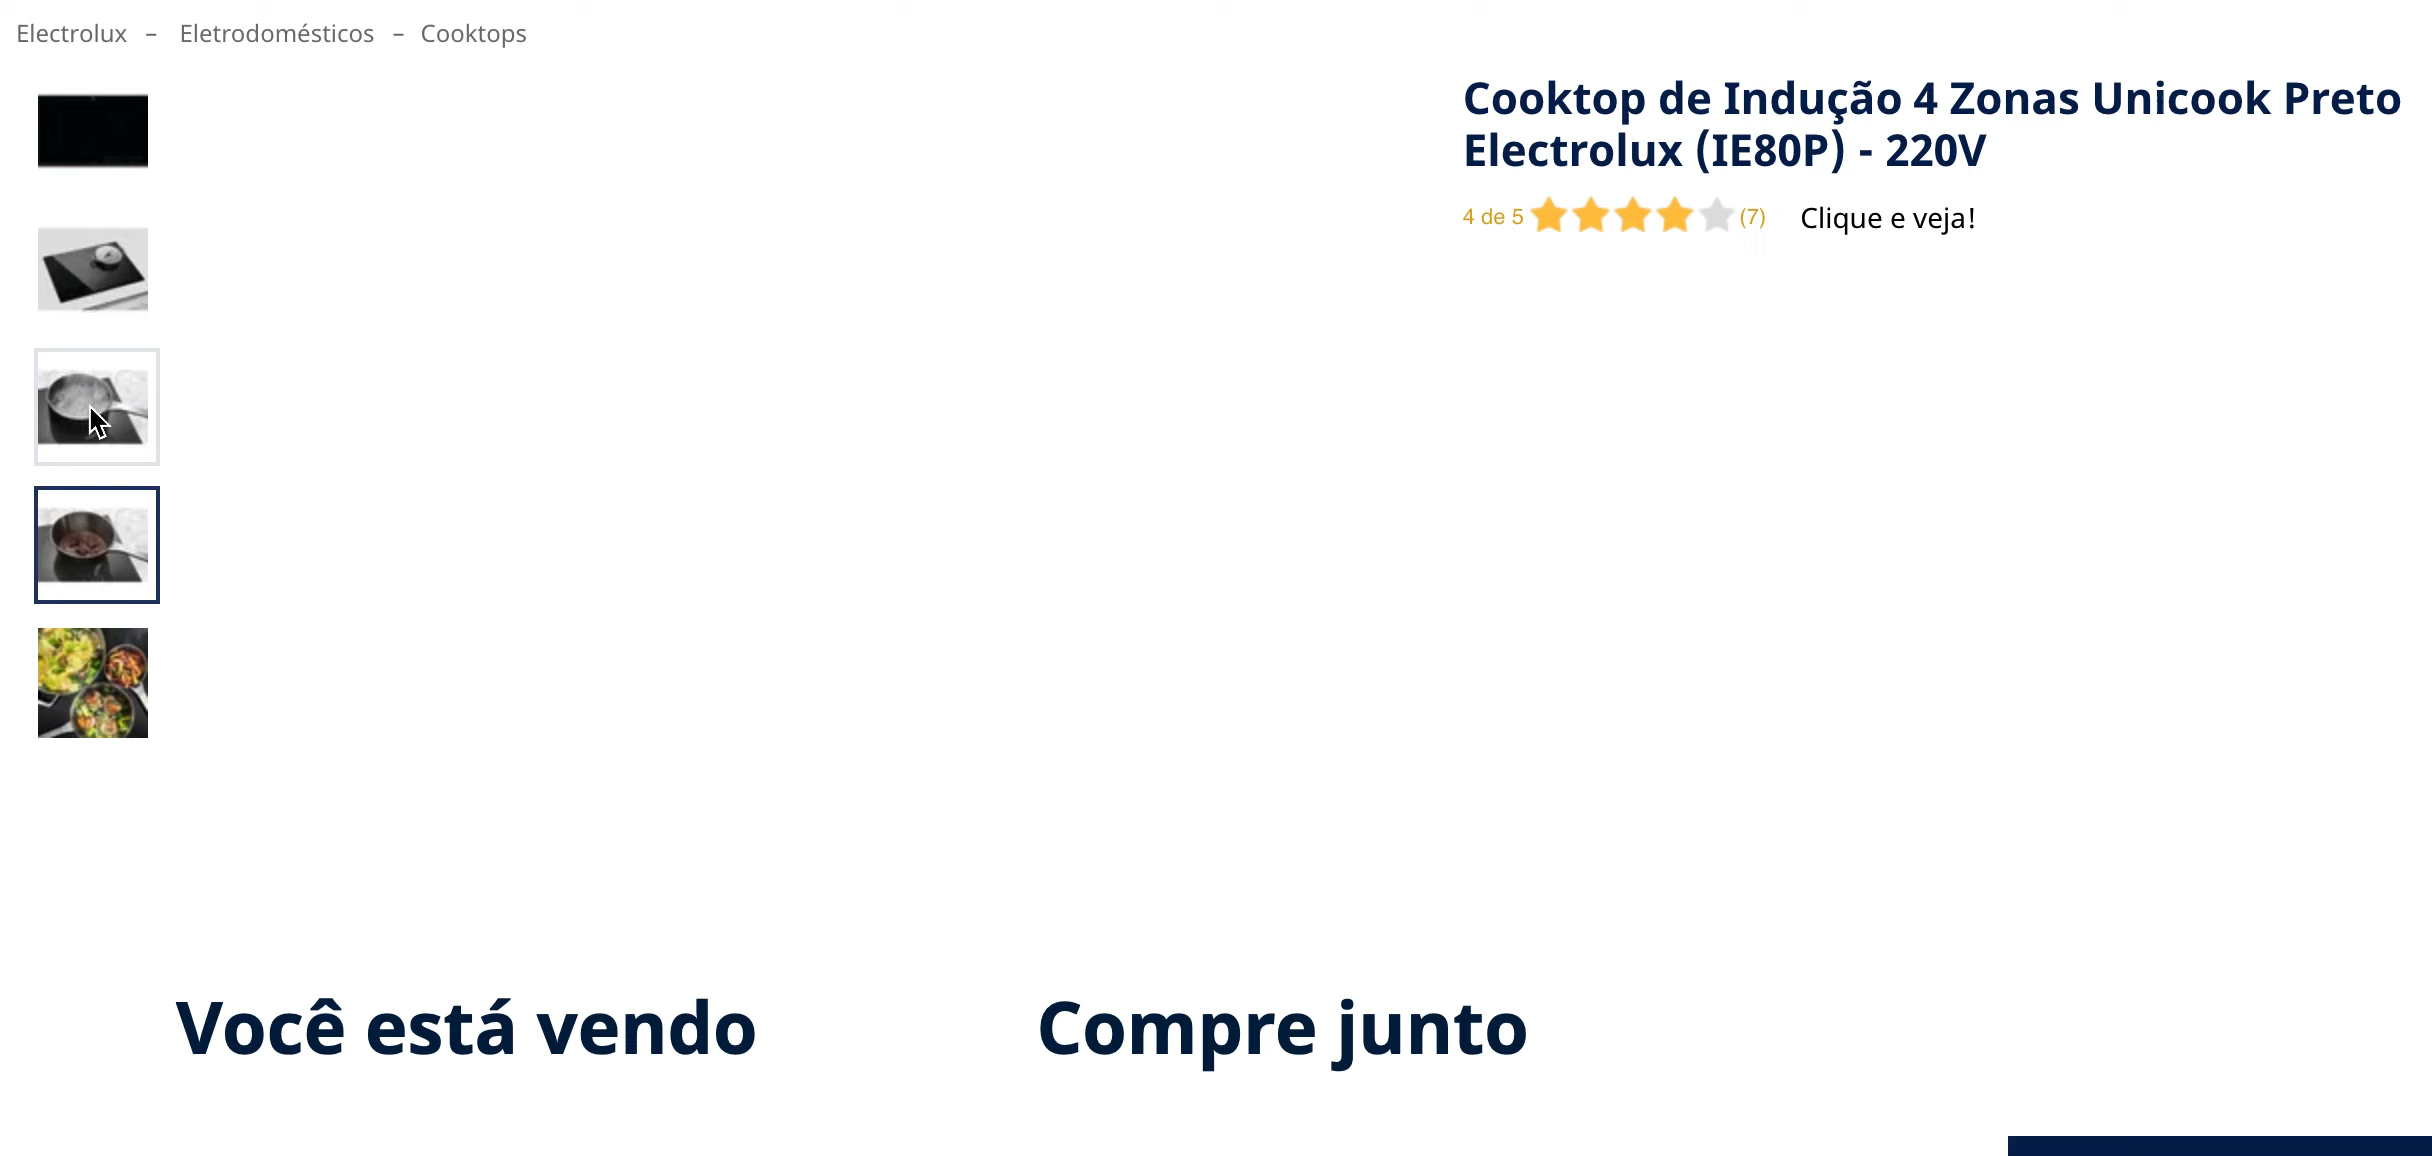 Electrolux – Eletrodomésticos – Cooktops
Cooktop de Indução 4 Zonas Unicook Preto
Electrolux (IE80P) - 220V
4 de 5 (7) Clique e veja!
Você está vendo
Compre junto